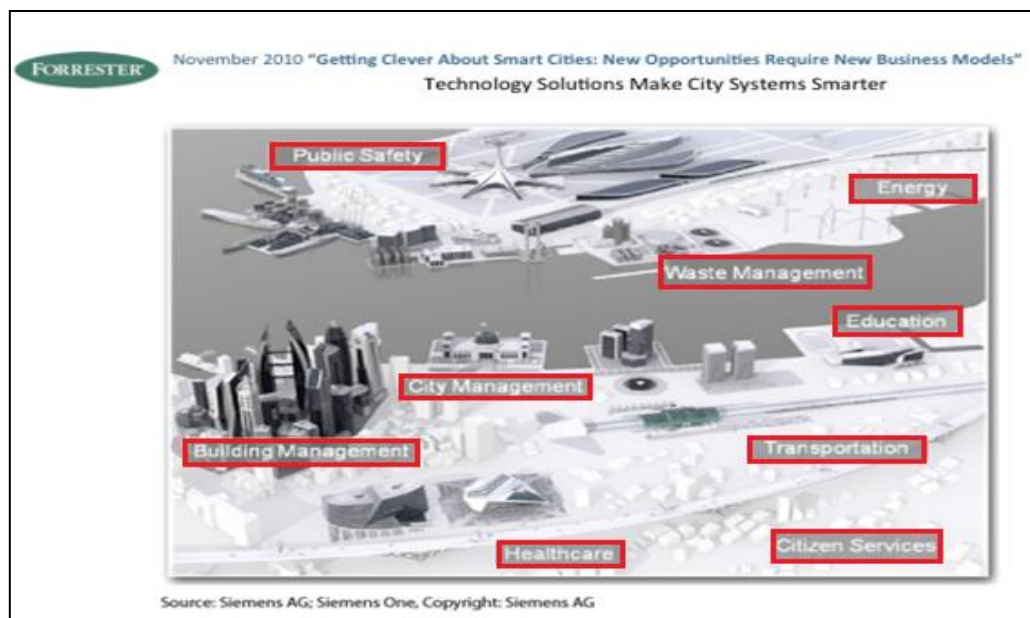 FORRESTER®
November 2010 "Getting Clever About Smart Cities: New Opportunities Require New Business Models"
Technology Solutions Make City Systems Smarter
Public Safety
Energy
Waste Management
Education
City Management
Building Management
Transportation
Healthcare
Citizen Services
Source: Siemens AG; Siemens One, Copyright: Siemens AG